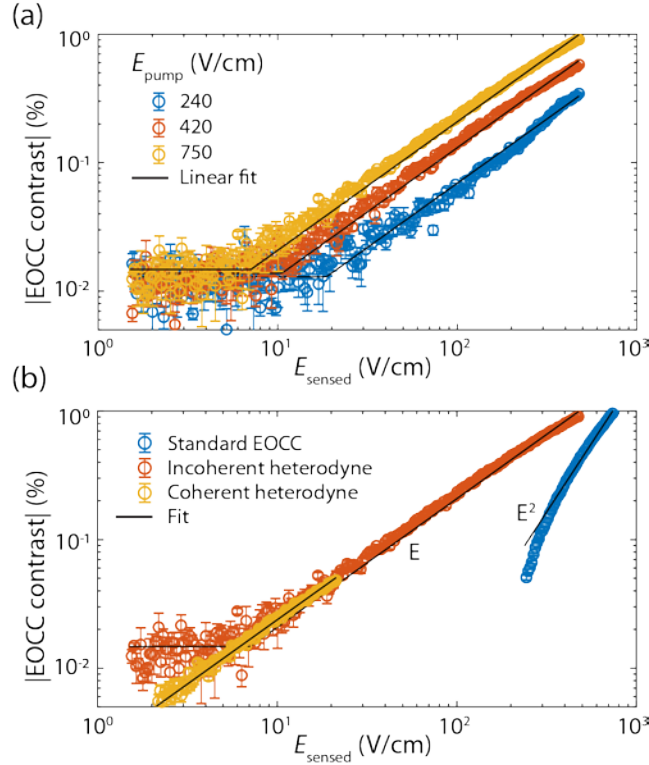 (a)
10⁰
10⁻¹
10⁻²
|EOCC contrast| (%)
E_pump (V/cm)
240
420
750
Linear fit
10⁰
10¹
10²
10³
E_sensed (V/cm)
(b)
10⁰
10⁻¹
10⁻²
|EOCC contrast| (%)
Standard EOCC
Incoherent heterodyne
Coherent heterodyne
Fit
E²
E
10⁰
10¹
10²
10³
E_sensed (V/cm)